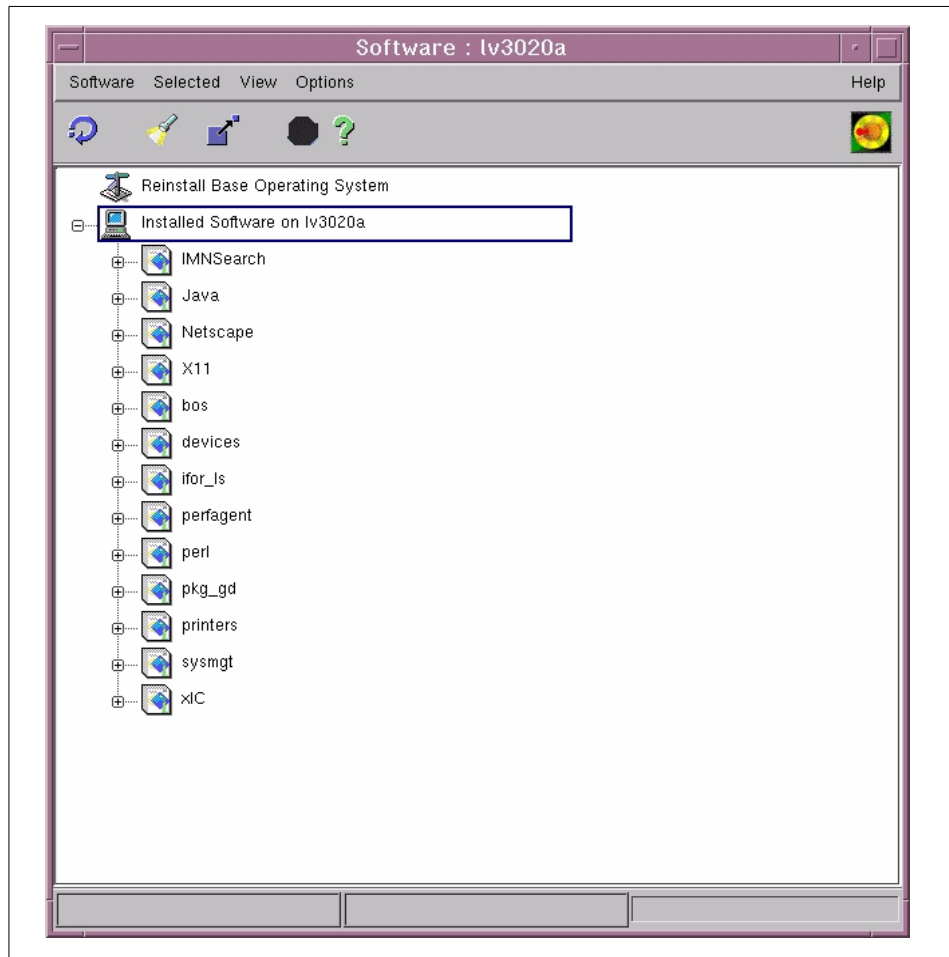 Software : lv3020a
Software Selected View Options Help
Reinstall Base Operating System
Installed Software on lv3020a
IMNSearch
Java
Netscape
X11
bos
devices
ifor_ls
perfagent
perl
pkg_gd
printers
sysmgt
xlC